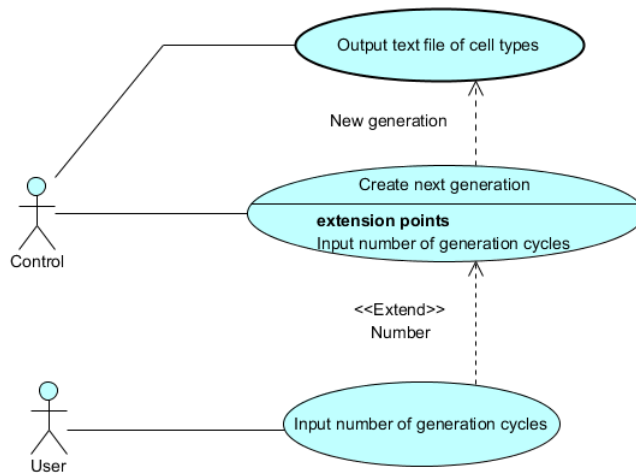 Output text file of cell types
New generation
Create next generation
extension points
Input number of generation cycles
Control
<<Extend>>
Number
Input number of generation cycles
User